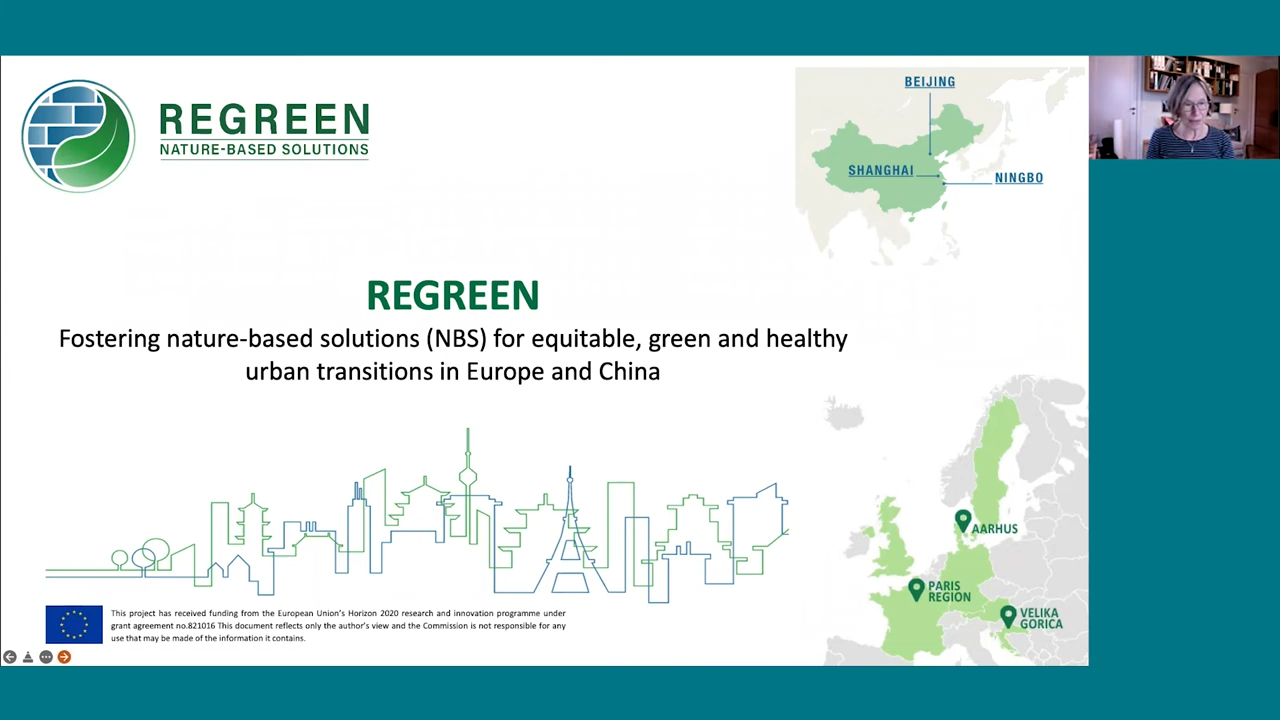 REGREEN
NATURE-BASED SOLUTIONS
BEIJING
SHANGHAI
NINGBO
REGREEN
Fostering nature-based solutions (NBS) for equitable, green and healthy
urban transitions in Europe and China
AARHUS
PARIS
REGION
VELIKA
GORICA
This project has received funding from the European Union's Horizon 2020 research and innovation programme under
grant agreement no.821016 This document reflects only the author's view and the Commission is not responsible for any
use that may be made of the information it contains.